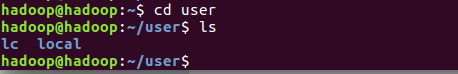 hadoop@hadoop:~$ cd user
hadoop@hadoop:~/user$ ls
lc  local
hadoop@hadoop:~/user$